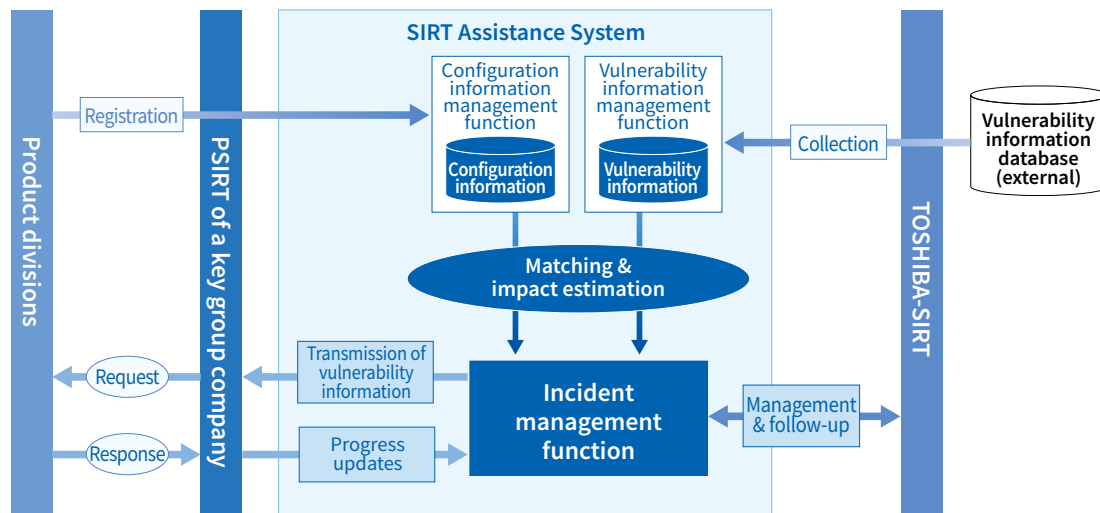 SIRT Assistance System
Configuration
information
management
function
Configuration
information
Vulnerability
information
management
function
Vulnerability
information
Registration
Collection
Vulnerability
information
database
(external)
Product divisions
PSIRT of a key group company
TOSHIBA-SIRT
Matching &
impact estimation
Request
Transmission of
vulnerability
information
Incident
management
function
Management
& follow-up
Response
Progress
updates